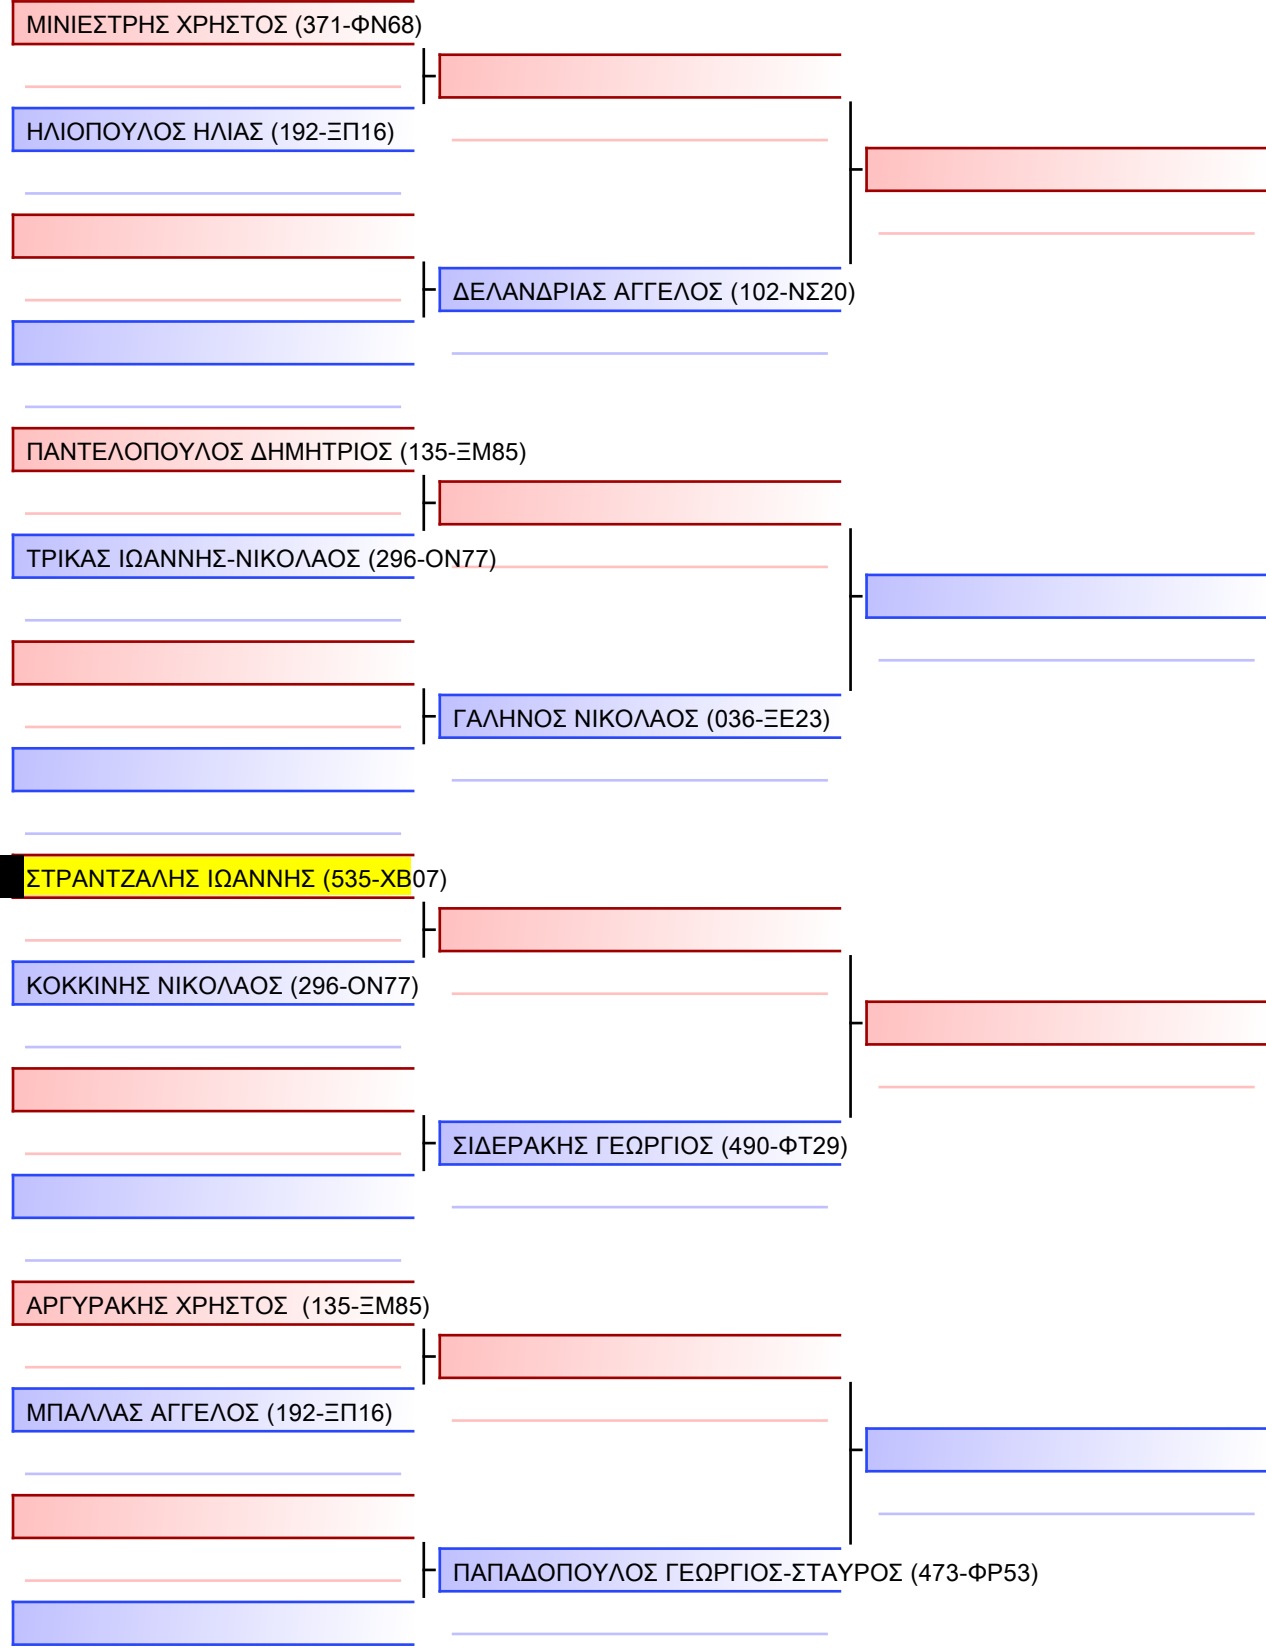 ΜΙΝΙΕΣΤΡΗΣ ΧΡΗΣΤΟΣ (371-ΦΝ68)
ΗΛΙΟΠΟΥΛΟΣ ΗΛΙΑΣ (192-ΞΠ16)
ΔΕΛΑΝΔΡΙΑΣ ΑΓΓΕΛΟΣ (102-ΝΣ20)
ΠΑΝΤΕΛΟΠΟΥΛΟΣ ΔΗΜΗΤΡΙΟΣ (135-ΞΜ85)
ΤΡΙΚΑΣ ΙΩΑΝΝΗΣ-ΝΙΚΟΛΑΟΣ (296-ΟΝ77)
ΓΑΛΗΝΟΣ ΝΙΚΟΛΑΟΣ (036-ΞΕ23)
ΣΤΡΑΝΤΖΑΛΗΣ ΙΩΑΝΝΗΣ (535-ΧΒ07)
ΚΟΚΚΙΝΗΣ ΝΙΚΟΛΑΟΣ (296-ΟΝ77)
ΣΙΔΕΡΑΚΗΣ ΓΕΩΡΓΙΟΣ (490-ΦΤ29)
ΑΡΓΥΡΑΚΗΣ ΧΡΗΣΤΟΣ  (135-ΞΜ85)
ΜΠΑΛΛΑΣ ΑΓΓΕΛΟΣ (192-ΞΠ16)
ΠΑΠΑΔΟΠΟΥΛΟΣ ΓΕΩΡΓΙΟΣ-ΣΤΑΥΡΟΣ (473-ΦΡ53)